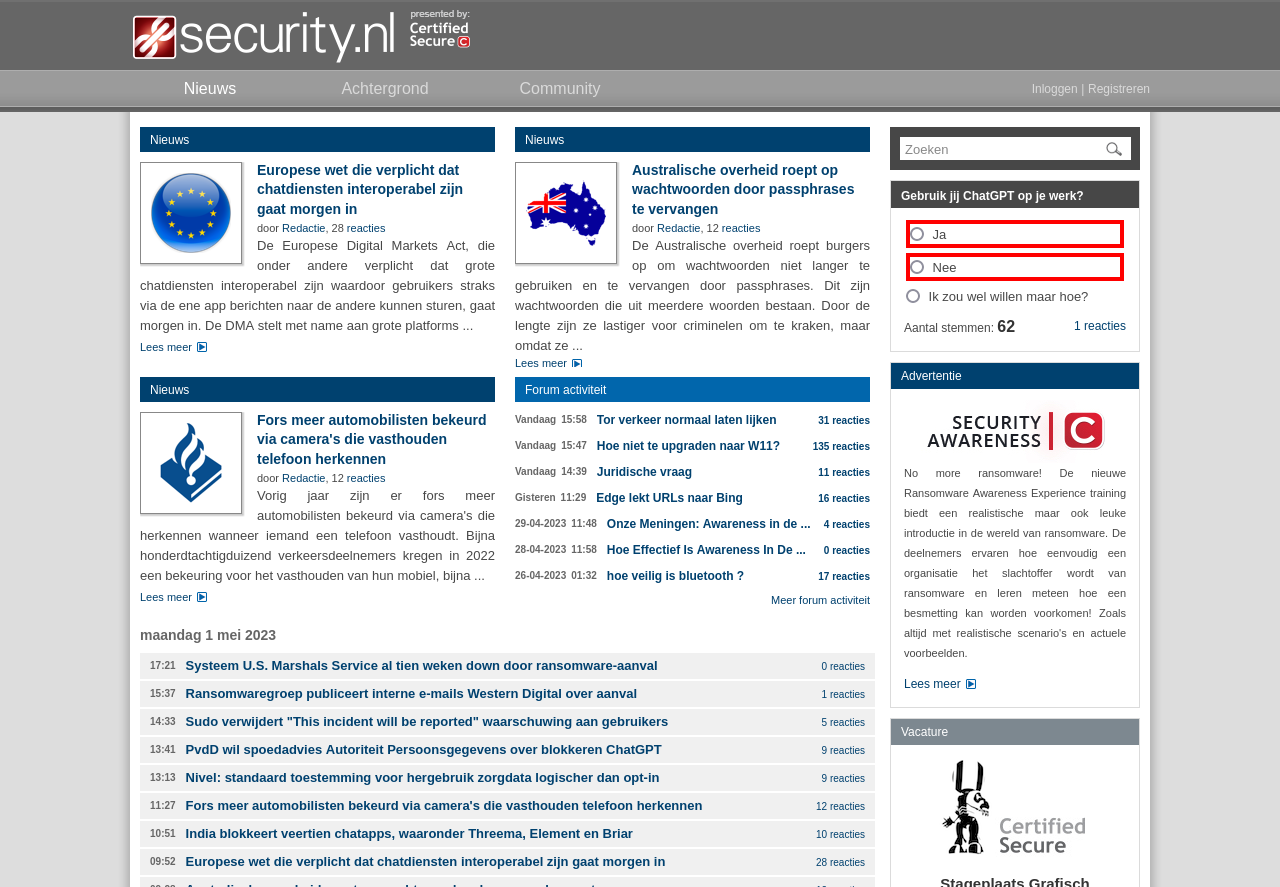 security.nl
presented by:
Certified
Secure
Nieuws
Achtergrond
Community
Inloggen | Registreren
Nieuws
Europese wet die verplicht dat
chatdiensten interoperabel zijn
gaat morgen in
door Redactie, 28 reacties
De Europese Digital Markets Act, die
onder andere verplicht dat grote
chatdiensten interoperabel zijn waardoor gebruikers straks
via de ene app berichten naar de andere kunnen sturen, gaat
morgen in. De DMA stelt met name aan grote platforms ...
Lees meer
Nieuws
Australische overheid roept op
wachtwoorden door passphrases
te vervangen
door Redactie, 12 reacties
De Australische overheid roept burgers
op om wachtwoorden niet langer te
gebruiken en te vervangen door passphrases. Dit zijn
wachtwoorden die uit meerdere woorden bestaan. Door de
lengte zijn ze lastiger voor criminelen om te kraken, maar
omdat ze ...
Lees meer
Nieuws
Fors meer automobilisten bekeurd
via camera's die vasthouden
telefoon herkennen
door Redactie, 12 reacties
Vorig jaar zijn er fors meer
automobilisten bekeurd via camera's die
herkennen wanneer iemand een telefoon vasthoudt. Bijna
honderdtachtigduizend verkeersdeelnemers kregen in 2022
een bekeuring voor het vasthouden van hun mobiel, bijna ...
Lees meer
Forum activiteit
Vandaag 15:58 Tor verkeer normaal laten lijken 31 reacties
Vandaag 15:47 Hoe niet te upgraden naar W11? 135 reacties
Vandaag 14:39 Juridische vraag 11 reacties
Gisteren 11:29 Edge lekt URLs naar Bing 16 reacties
29-04-2023 11:48 Onze Meningen: Awareness in de ... 4 reacties
28-04-2023 11:58 Hoe Effectief Is Awareness In De ... 0 reacties
26-04-2023 01:32 hoe veilig is bluetooth ? 17 reacties
Meer forum activiteit
maandag 1 mei 2023
17:21 Systeem U.S. Marshals Service al tien weken down door ransomware-aanval 0 reacties
15:37 Ransomwaregroep publiceert interne e-mails Western Digital over aanval 1 reacties
14:33 Sudo verwijdert "This incident will be reported" waarschuwing aan gebruikers 5 reacties
13:41 PvdD wil spoedadvies Autoriteit Persoonsgegevens over blokkeren ChatGPT 9 reacties
13:13 Nivel: standaard toestemming voor hergebruik zorgdata logischer dan opt-in 9 reacties
11:27 Fors meer automobilisten bekeurd via camera's die vasthouden telefoon herkennen 12 reacties
10:51 India blokkeert veertien chatapps, waaronder Threema, Element en Briar 10 reacties
09:52 Europese wet die verplicht dat chatdiensten interoperabel zijn gaat morgen in 28 reacties
Zoeken
Gebruik jij ChatGPT op je werk?
Ja
Nee
Ik zou wel willen maar hoe?
Aantal stemmen: 62 1 reacties
Advertentie
SECURITY
AWARENESS
No more ransomware! De nieuwe
Ransomware Awareness Experience training
biedt een realistische maar ook leuke
introductie in de wereld van ransomware. De
deelnemers ervaren hoe eenvoudig een
organisatie het slachtoffer wordt van
ransomware en leren meteen hoe een
besmetting kan worden voorkomen! Zoals
altijd met realistische scenario's en actuele
voorbeelden.
Lees meer
Vacature
Certified
Secure
Stageplaats Grafisch